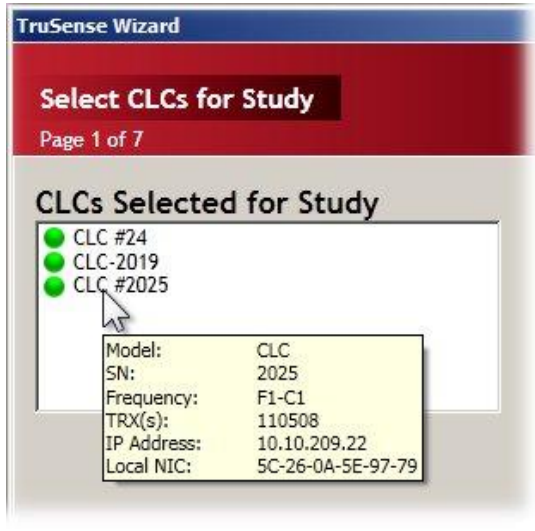 TruSense Wizard
Select CLCs for Study
Page 1 of 7
CLCs Selected for Study
CLC #24
CLC-2019
CLC #2025
Model: CLC
SN: 2025
Frequency: F1-C1
TRX(s): 110508
IP Address: 10.10.209.22
Local NIC: 5C-26-0A-5E-97-79